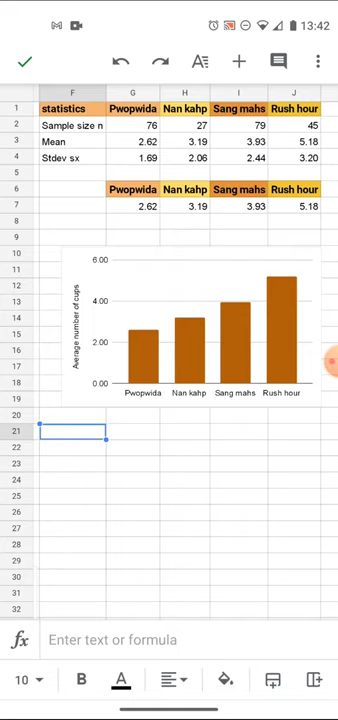 13:42
F G H I J
1 statistics Pwopwida Nan kahp Sang mahs Rush hour
2 Sample size n 76 27 79 45
3 Mean 2.62 3.19 3.93 5.18
4 Stdev sx 1.69 2.06 2.44 3.20
5
6 Pwopwida Nan kahp Sang mahs Rush hour
7 2.62 3.19 3.93 5.18
8
9
10
11
12
13
14
15
16
17
18
19
20
21
22
23
24
25
26
27
28
29
30
31
32
Average number of cups
6.00
4.00
2.00
0.00
Pwopwida Nan kahp Sang mahs Rush hour
fx Enter text or formula
10 B A